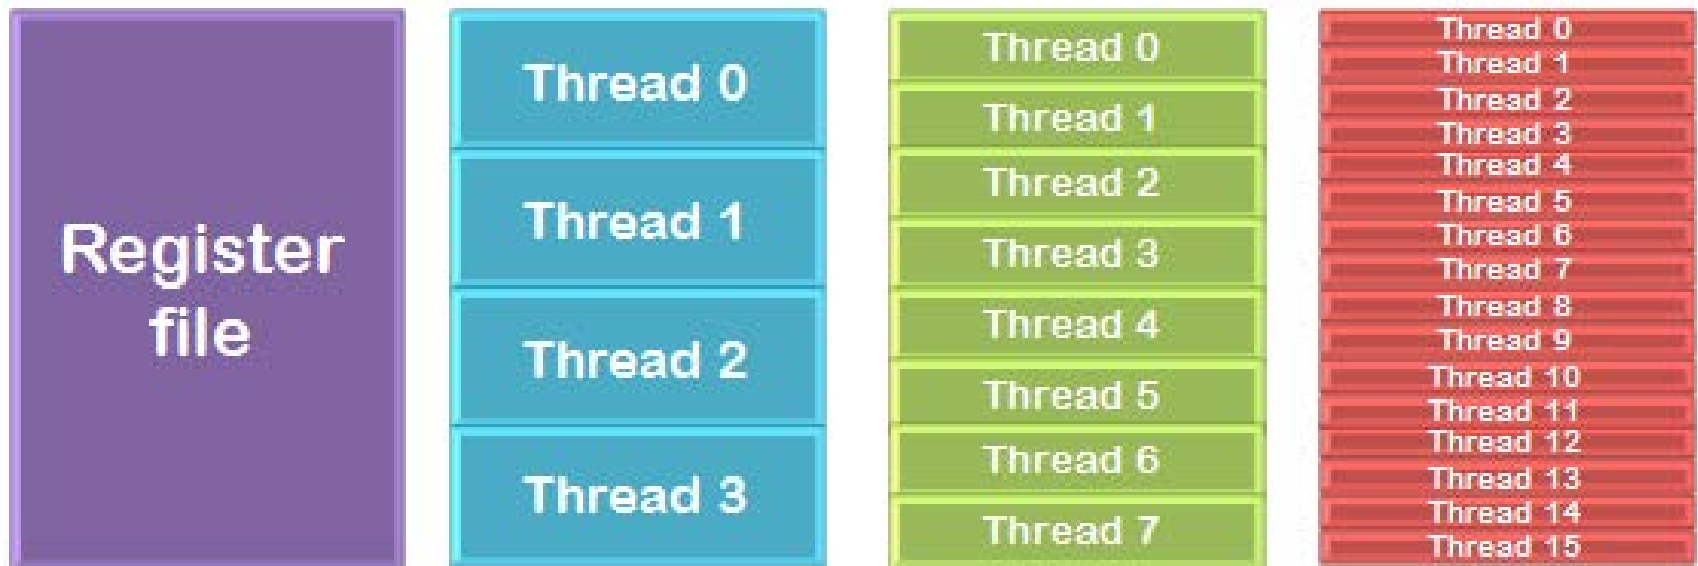 Register
file
Thread 0
Thread 1
Thread 2
Thread 3
Thread 0
Thread 1
Thread 2
Thread 3
Thread 4
Thread 5
Thread 6
Thread 7
Thread 0
Thread 1
Thread 2
Thread 3
Thread 4
Thread 5
Thread 6
Thread 7
Thread 8
Thread 9
Thread 10
Thread 11
Thread 12
Thread 13
Thread 14
Thread 15